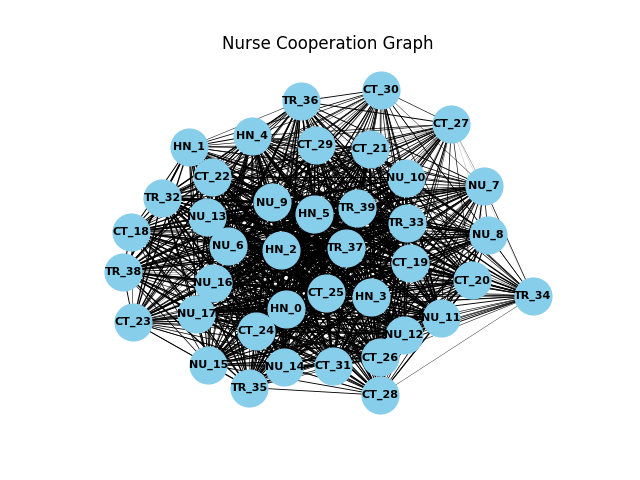 Nurse Cooperation Graph
CT_30
TR_36
CT_27
HN_4
CT_29
HN_1
CT_21
CT_22
NU_10
NU_7
TR_32
NU_9
TR_39
HN_5
NU_13
TR_33
CT_18
NU_8
NU_6
TR_37
HN_2
CT_19
TR_38
CT_20
NU_16
CT_25
TR_34
HN_3
HN_0
NU_17
NU_11
CT_23
CT_24
NU_12
CT_26
NU_15
CT_31
NU_14
TR_35
CT_28